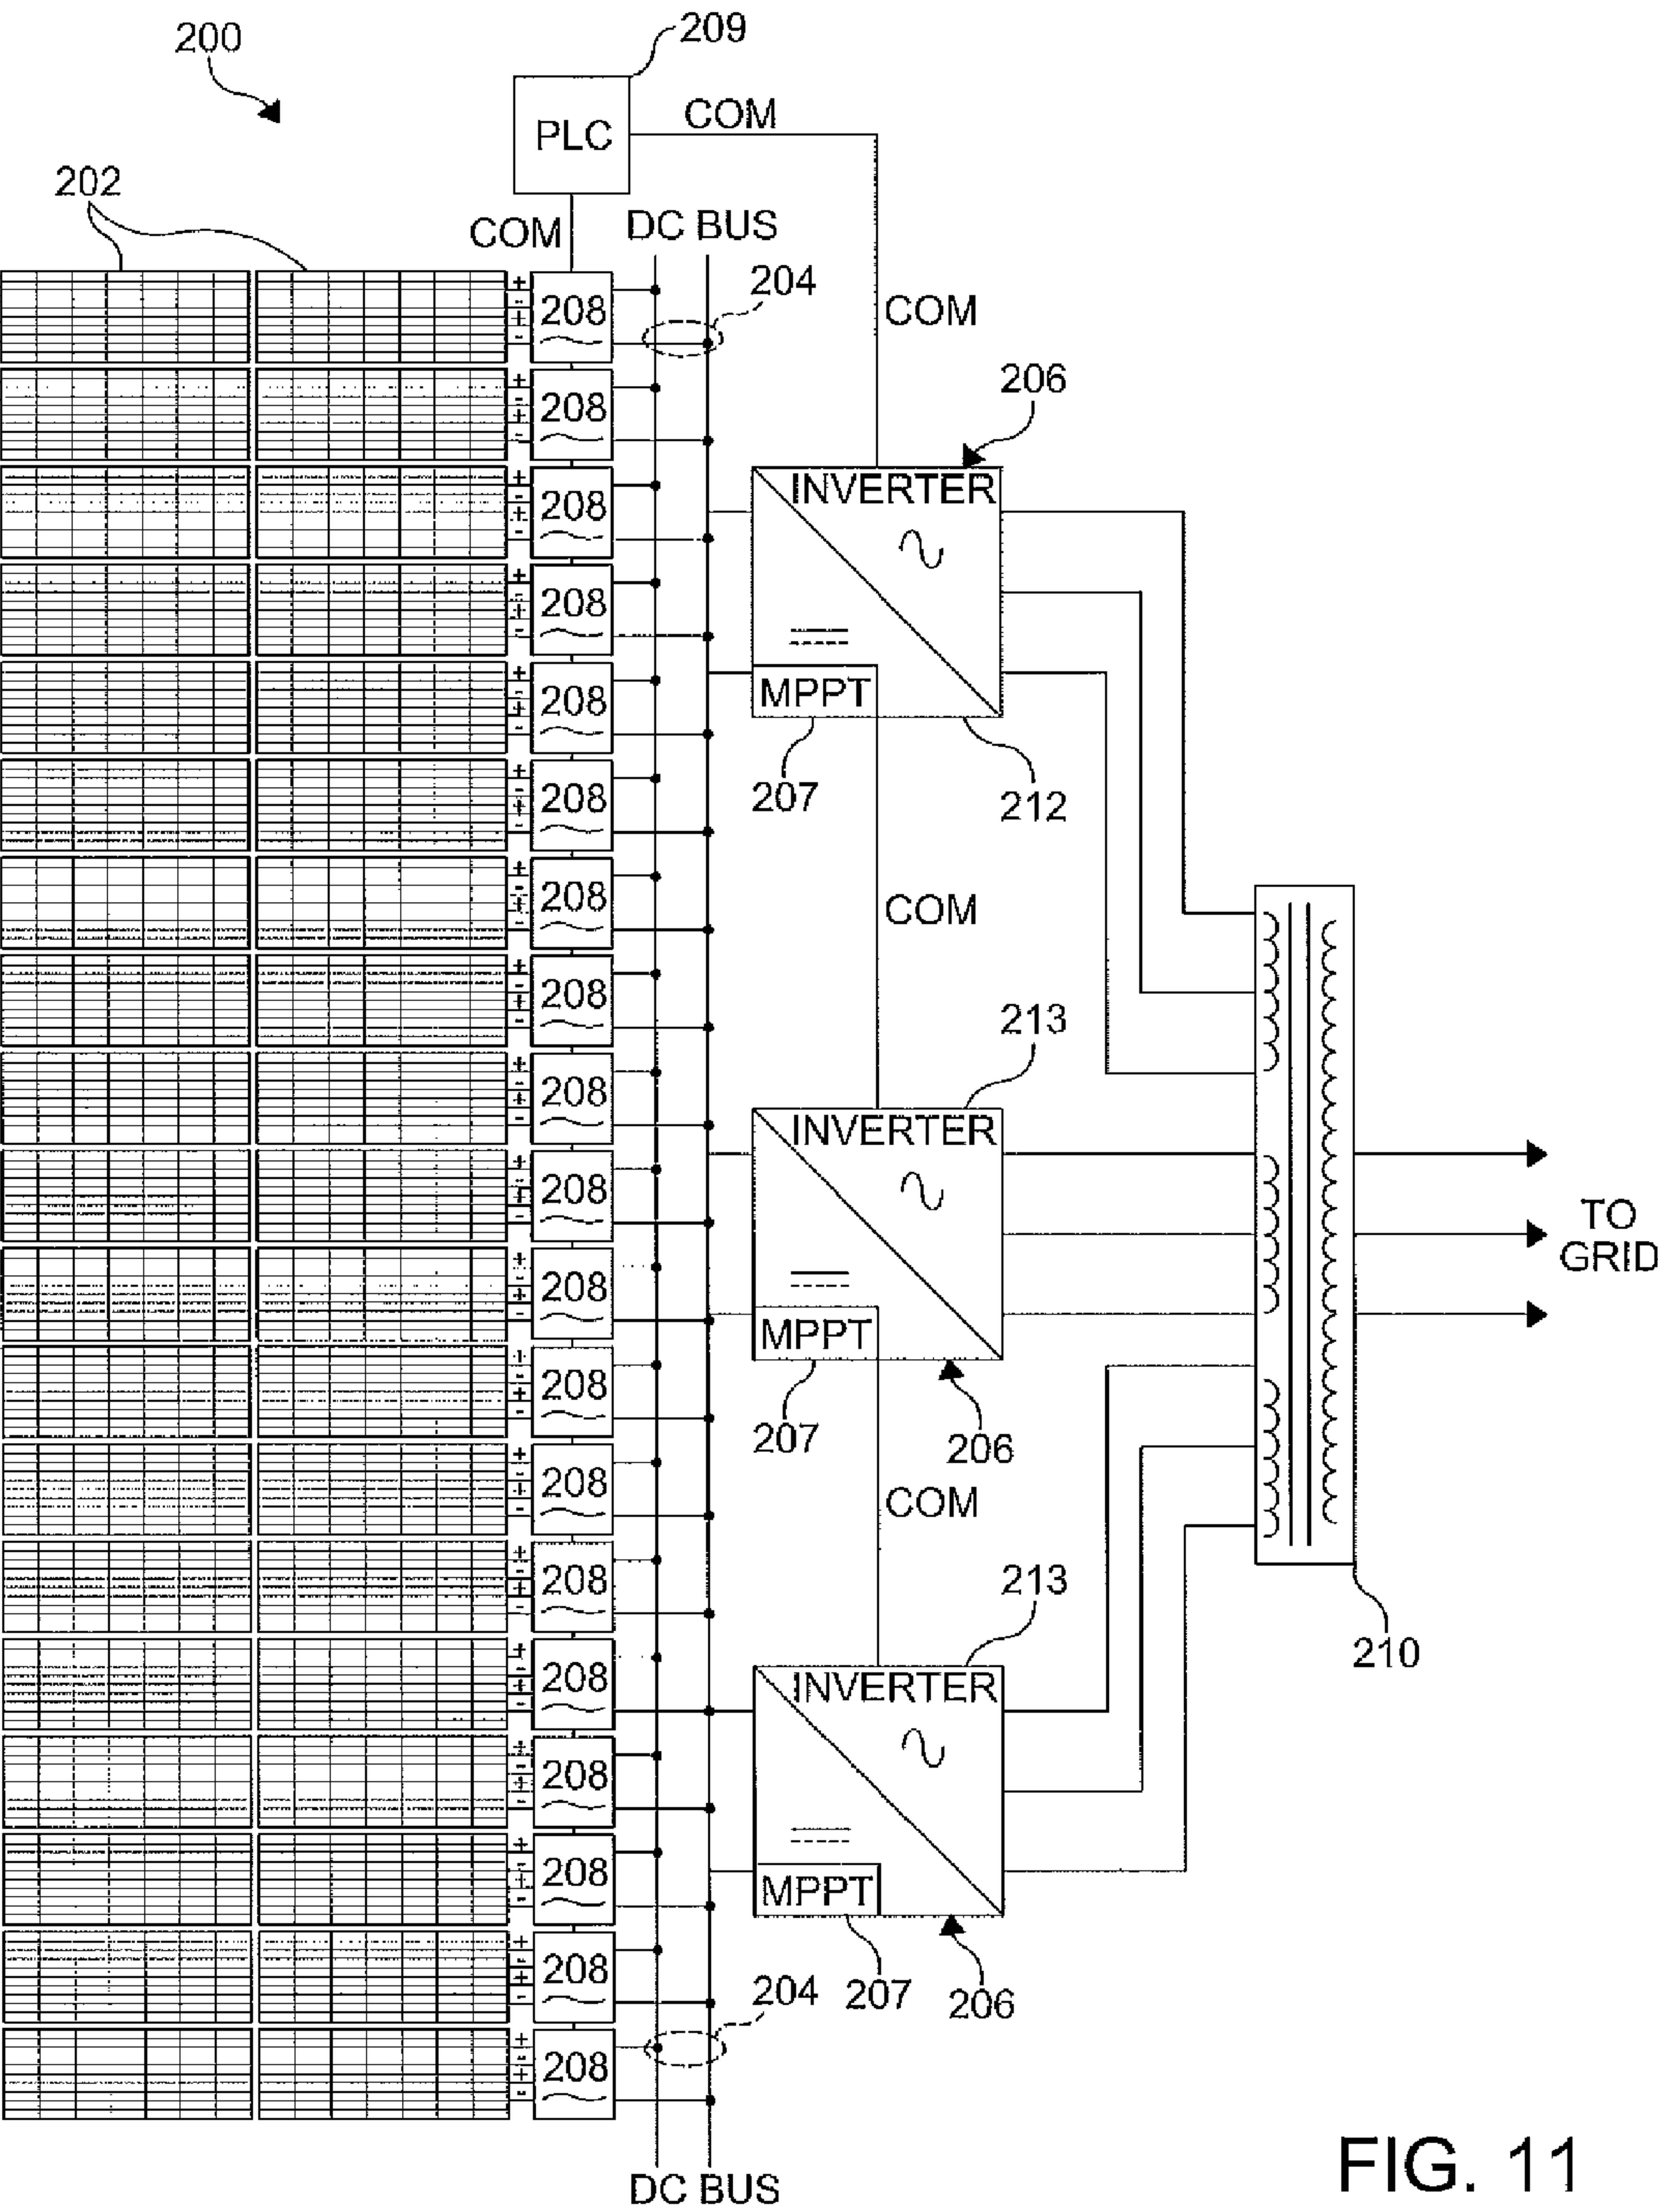 200
209
PLC
COM
202
COM
DC BUS
204
+ - + - 208
COM
+ - + - 208
206
+ - + - 208
INVERTER
+ - + - 208
+ - + - 208
MPPT
+ - + - 208
207
212
+ - + - 208
COM
+ - + - 208
213
+ - + - 208
INVERTER
+ - + - 208
TO
GRID
+ - + - 208
MPPT
+ - + - 208
207
206
+ - + - 208
COM
+ - + - 208
213
210
+ - + - 208
INVERTER
+ - + - 208
+ - + - 208
MPPT
+ - + - 208
204
207
206
+ - + - 208
DC BUS
FIG. 11